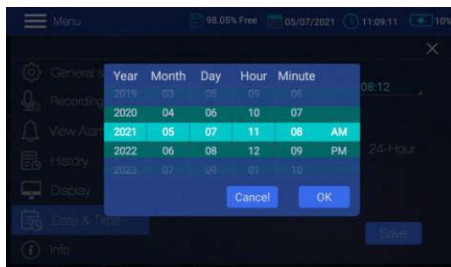 Menu 98.05% Free 05/07/2021 11:09:11 10%
General s
Recording
View Alarm
History
Display
Date & Time
Info
Year Month Day Hour Minute
2019 03 05 09 06
2020 04 06 10 07
2021 05 07 11 08 AM
2022 06 08 12 09 PM
2023 07 09 01 10
Cancel OK
08:12
24-Hour
Save